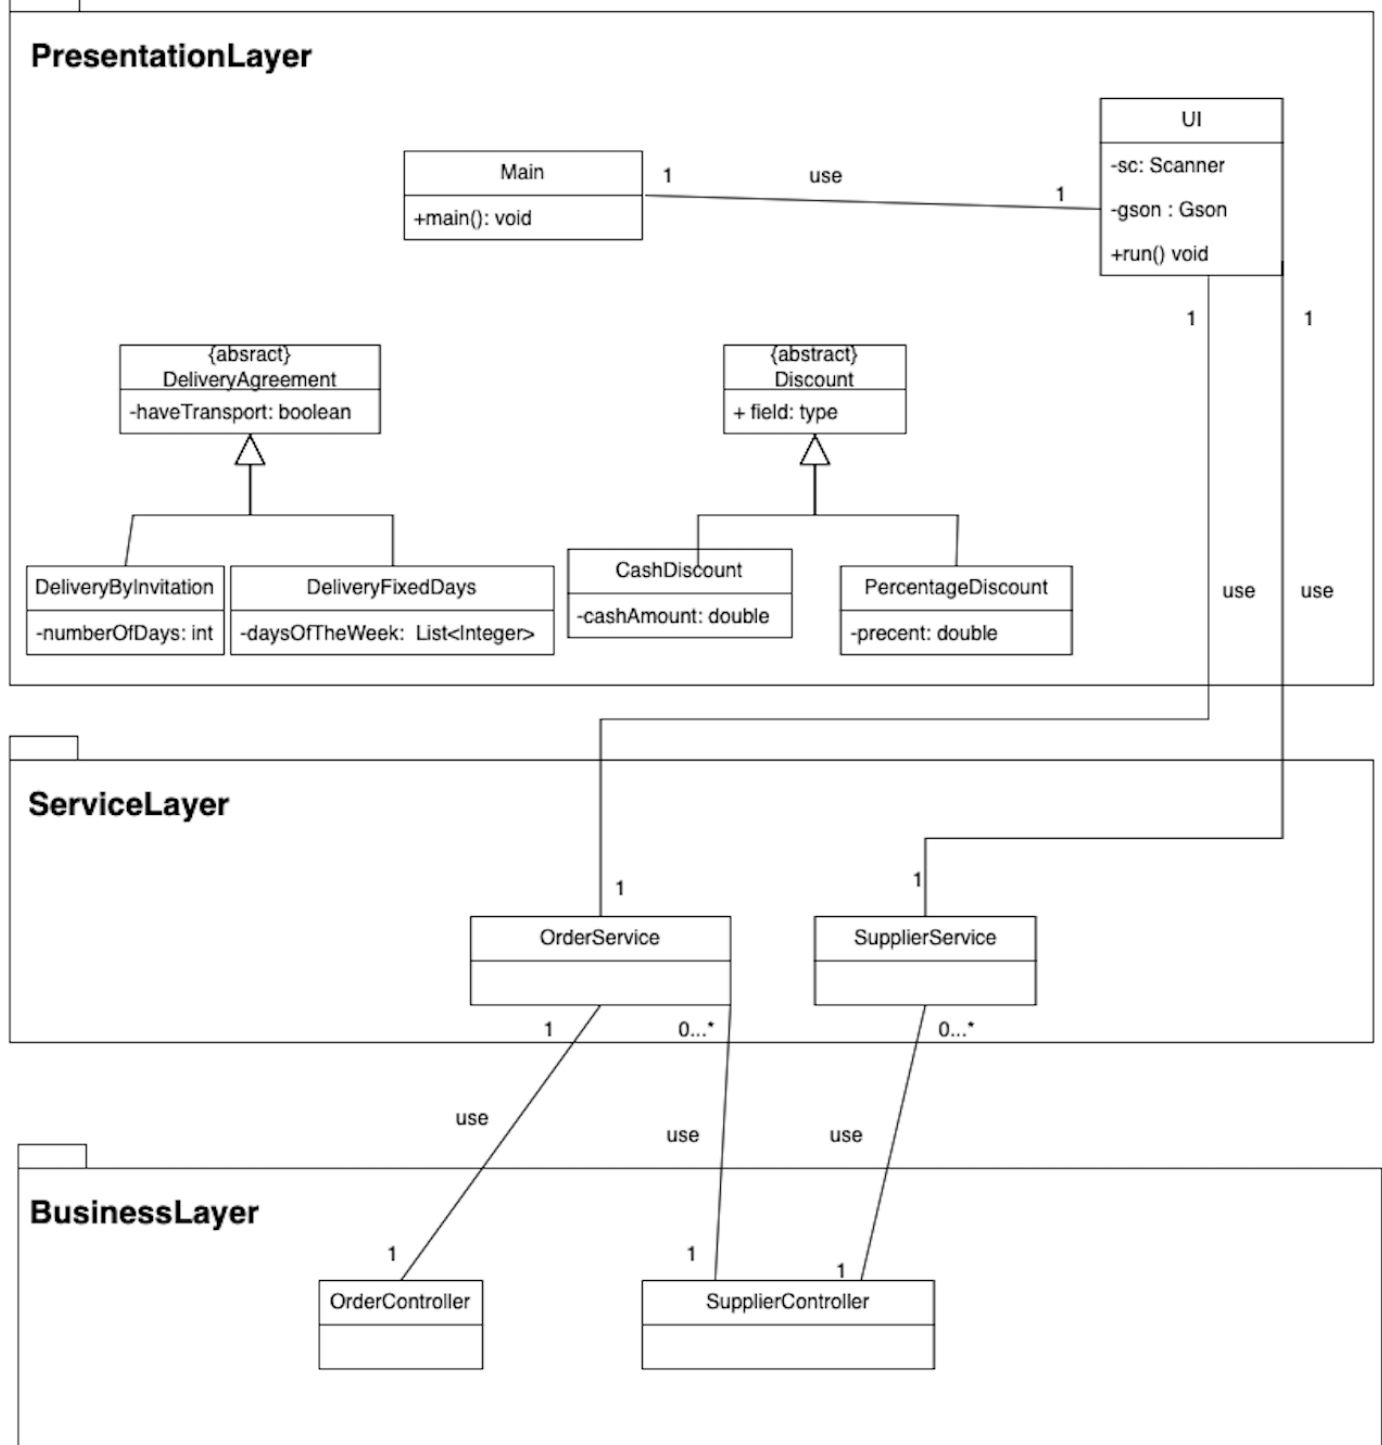 PresentationLayer
UI
-sc: Scanner
-gson : Gson
+run() void
Main
+main(): void
1
use
1
1
1
{absract}
DeliveryAgreement
-haveTransport: boolean
{abstract}
Discount
+ field: type
DeliveryByInvitation
-numberOfDays: int
DeliveryFixedDays
-daysOfTheWeek:  List<Integer>
CashDiscount
-cashAmount: double
PercentageDiscount
-precent: double
use
use
ServiceLayer
1
1
OrderService
SupplierService
1
0...*
0...*
use
use
use
BusinessLayer
1
1
1
OrderController
SupplierController